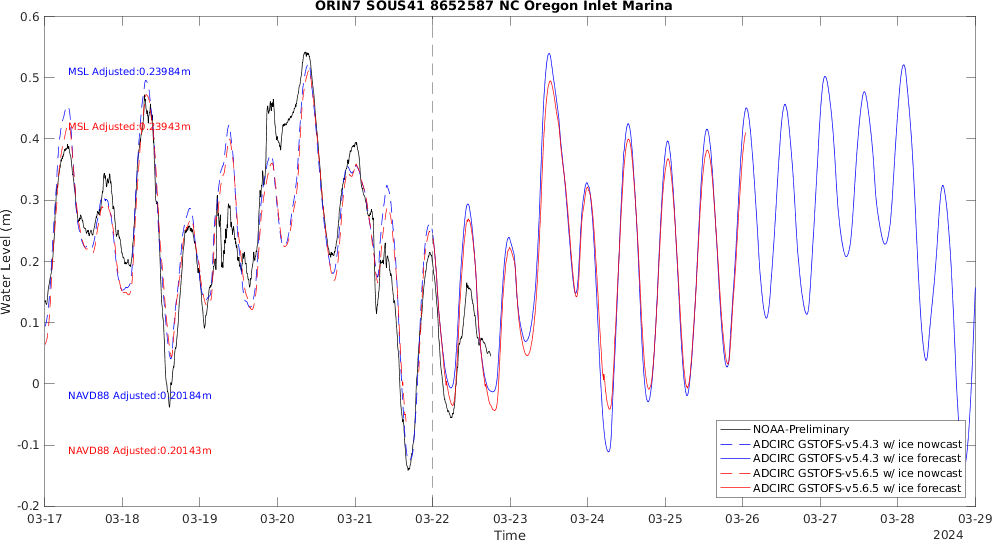 ORIN7 SOUS41 8652587 NC Oregon Inlet Marina
0.6
0.5
0.4
0.3
0.2
0.1
0
-0.1
-0.2
Water Level (m)
MSL Adjusted:0.23984m
MSL Adjusted:0.23943m
NAVD88 Adjusted:0.20184m
NAVD88 Adjusted:0.20143m
NOAA-Preliminary
ADCIRC GSTOFS-v5.4.3 w/ ice nowcast
ADCIRC GSTOFS-v5.4.3 w/ ice forecast
ADCIRC GSTOFS-v5.6.5 w/ ice nowcast
ADCIRC GSTOFS-v5.6.5 w/ ice forecast
03-17 03-18 03-19 03-20 03-21 03-22 03-23 03-24 03-25 03-26 03-27 03-28 03-29
Time
2024